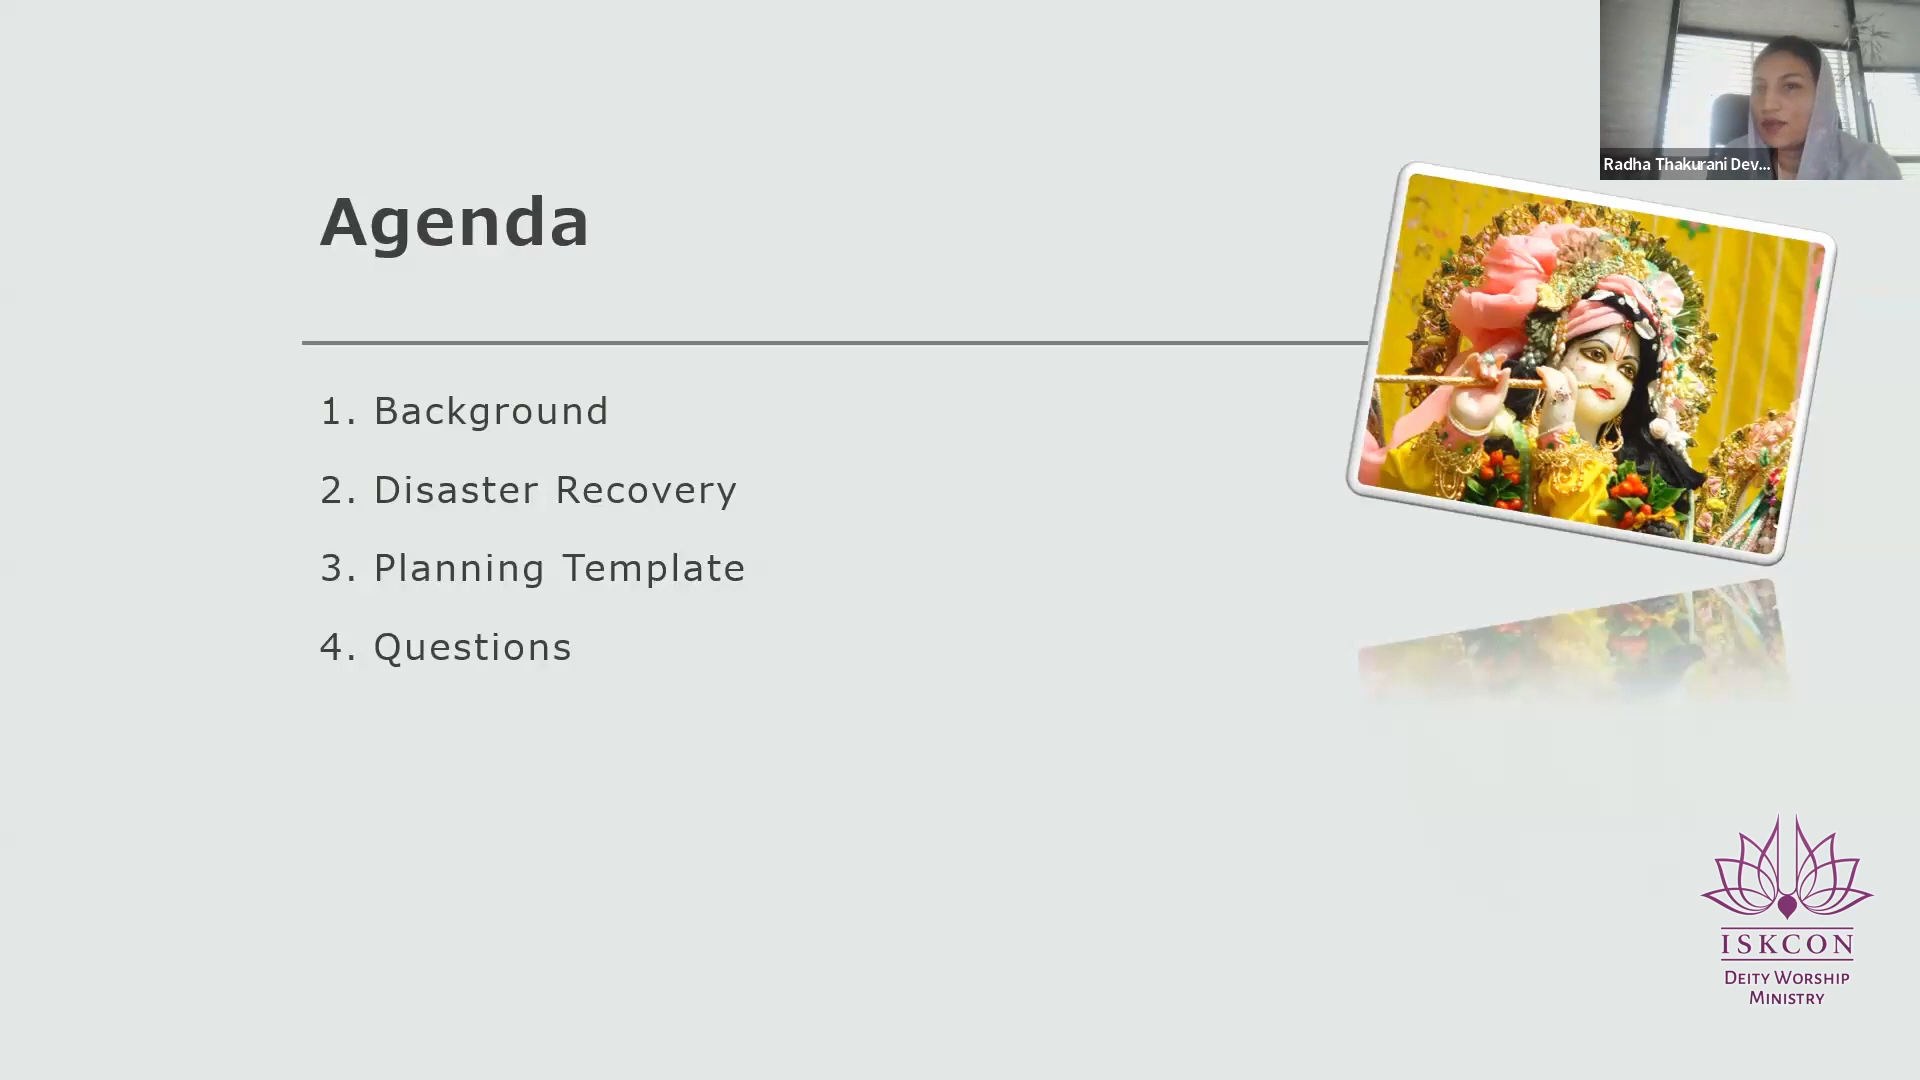 Radha Thakurani Dev...
Agenda
1. Background
2. Disaster Recovery
3. Planning Template
4. Questions
ISKCON
DEITY WORSHIP
MINISTRY